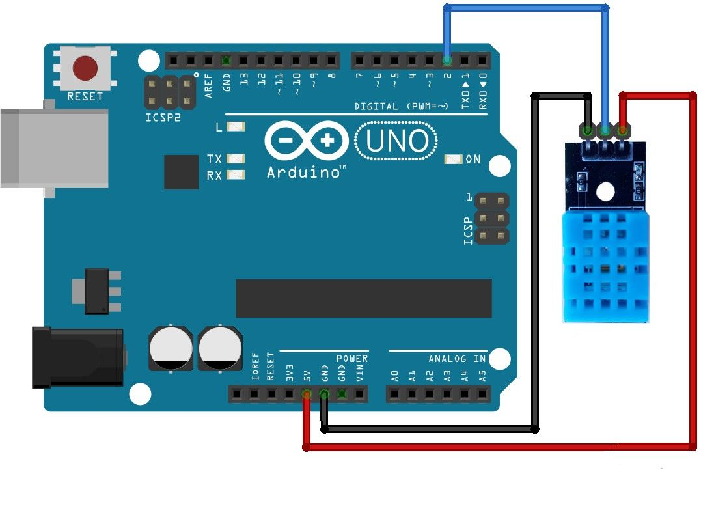 RESET
ICSP2
AREF
GND
13
12
~11
~10
~9
8
7
~6
~5
4
~3
2
TXD▶1
RXD◀0
DIGITAL (PWM=~)
L
TX
RX
UNO
Arduino™
ON
1
ICSP
POWER
ANALOG IN
IOREF
RESET
3V3
5V
GND
GND
VIN
A0
A1
A2
A3
A4
A5